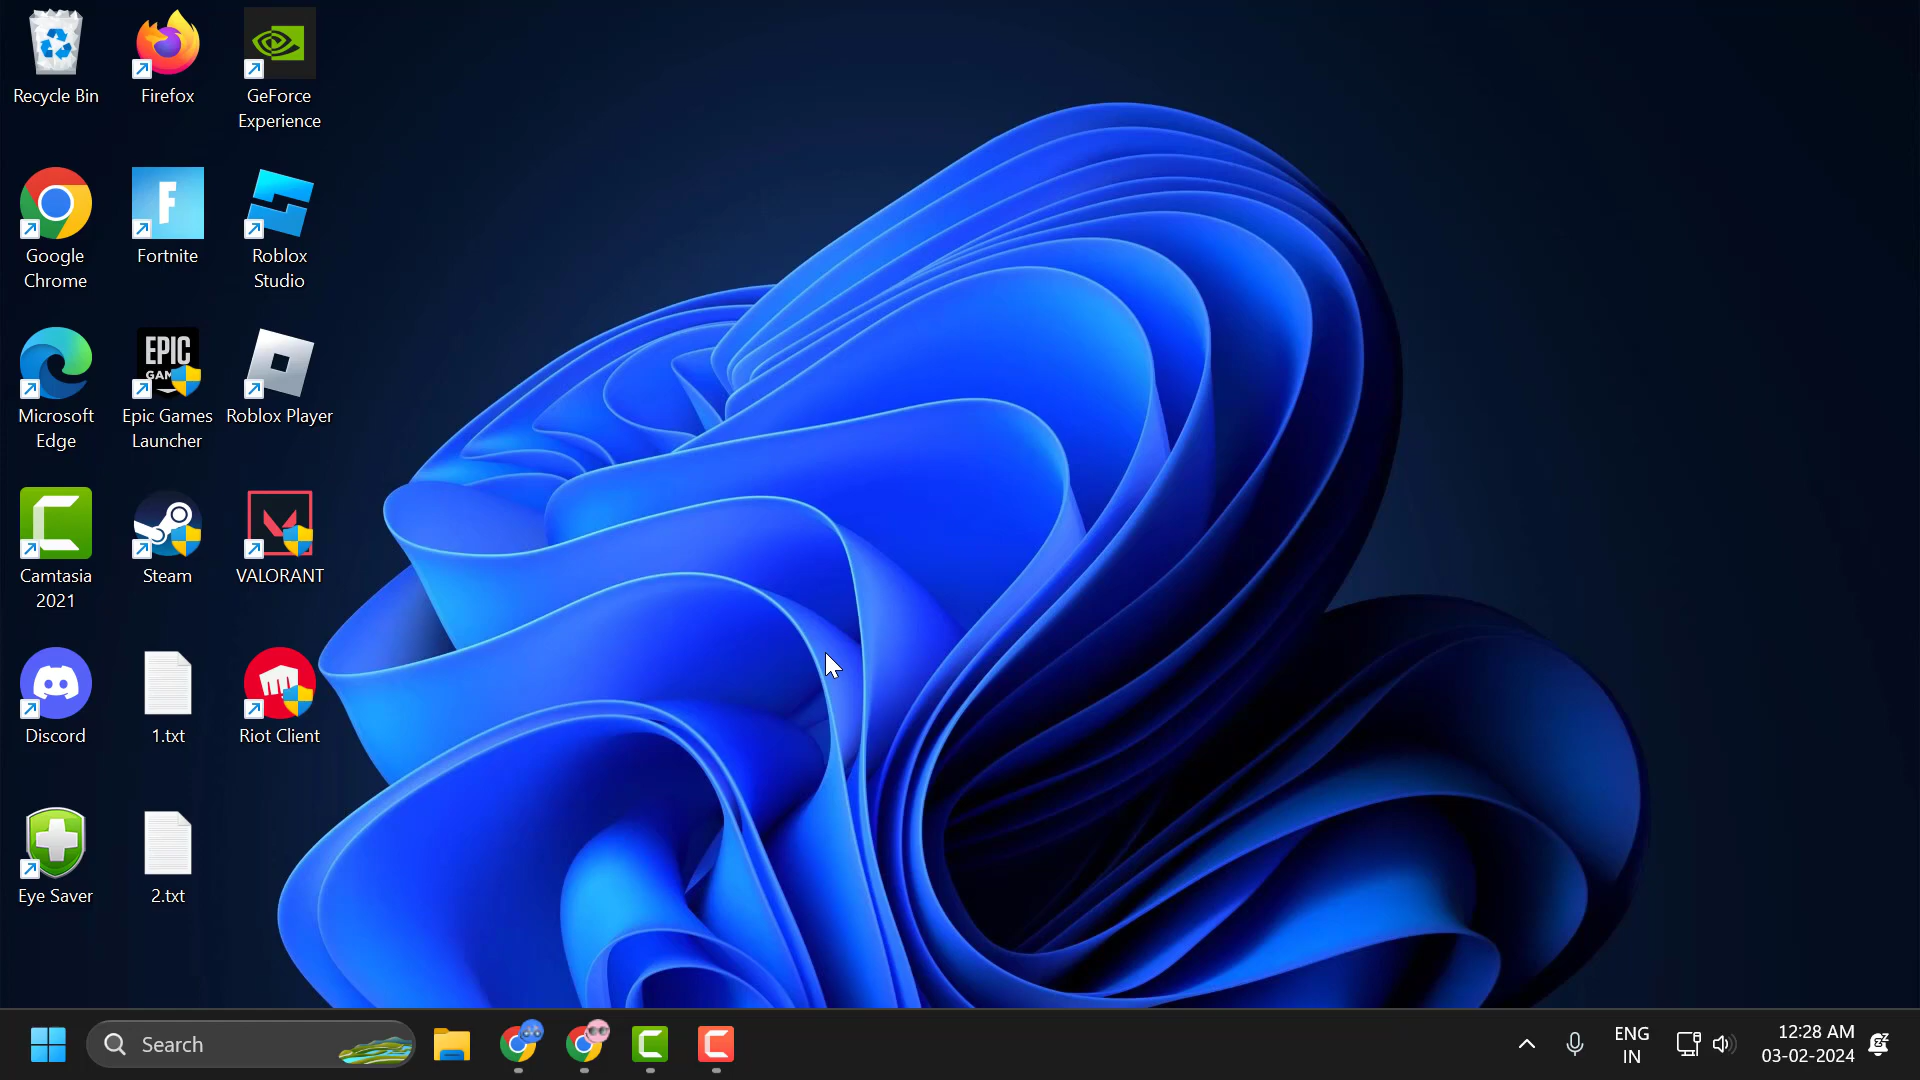 Recycle Bin
Firefox
GeForce
Experience
Google
Chrome
F
Fortnite
Roblox
Studio
Microsoft
Edge
EPIC
GAM
Epic Games
Launcher
Roblox Player
Camtasia
2021
Steam
VALORANT
Discord
1.txt
Riot Client
Eye Saver
2.txt
Search
ENG
IN
12:28 AM
03-02-2024